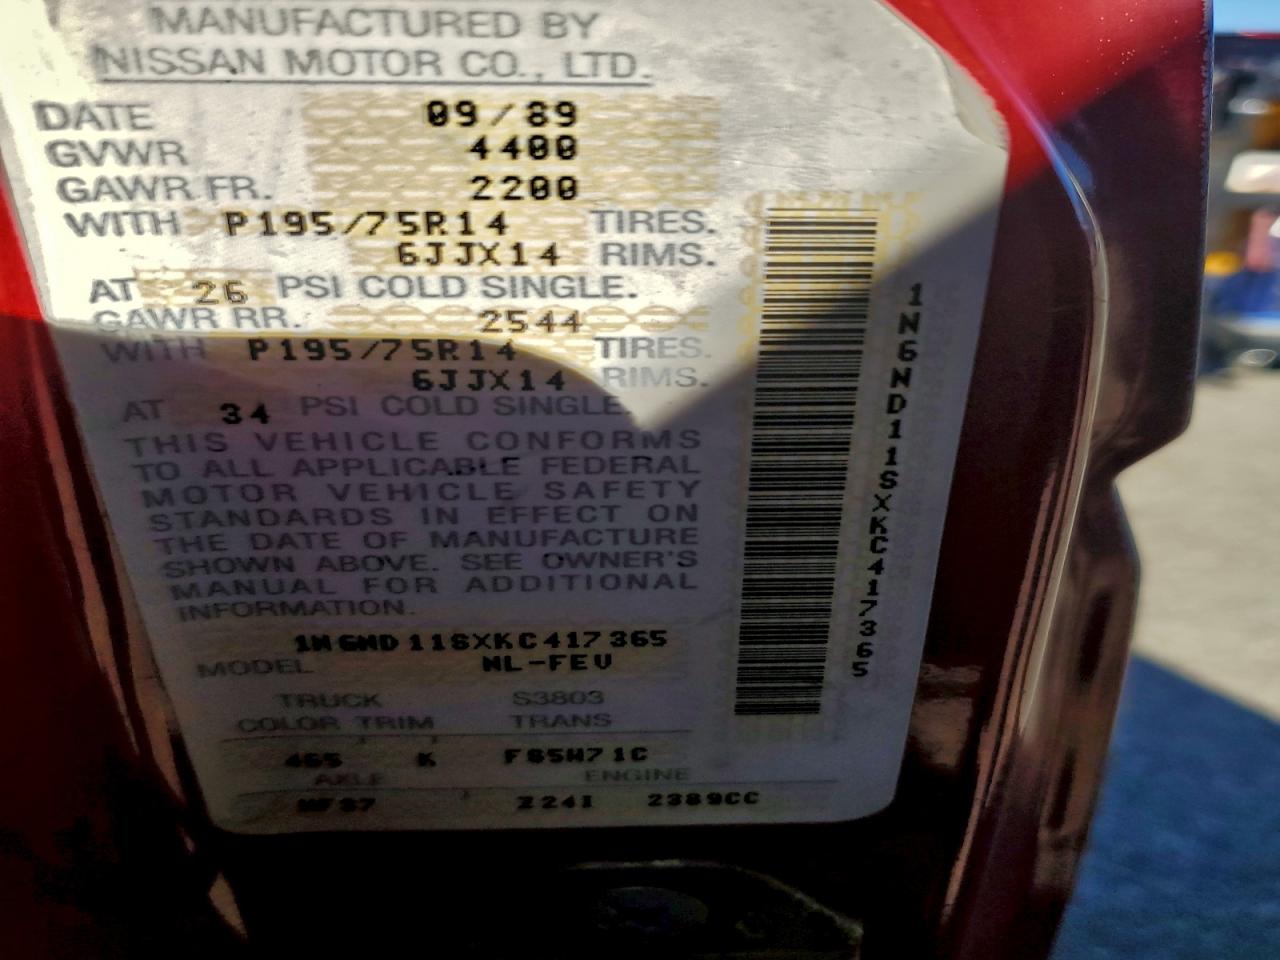 MANUFACTURED BY
NISSAN MOTOR CO., LTD.
DATE 09/89
GVWR 4400
GAWR FR. 2200
WITH P195/75R14 TIRES.
6JJX14 RIMS.
AT 26 PSI COLD SINGLE.
GAWR RR. 2544
WITH P195/75R14 TIRES.
6JJX14 RIMS.
AT 34 PSI COLD SINGLE.
THIS VEHICLE CONFORMS
TO ALL APPLICABLE FEDERAL
MOTOR VEHICLE SAFETY
STANDARDS IN EFFECT ON
THE DATE OF MANUFACTURE
SHOWN ABOVE. SEE OWNER'S
MANUAL FOR ADDITIONAL
INFORMATION.
1N6ND11SXKC417365
MODEL NL-FEU
TRUCK S3803
COLOR TRIM TRANS
K FS5W71C
AXLE ENGINE
Z24I 2389CC
1N6ND11SXKC417365